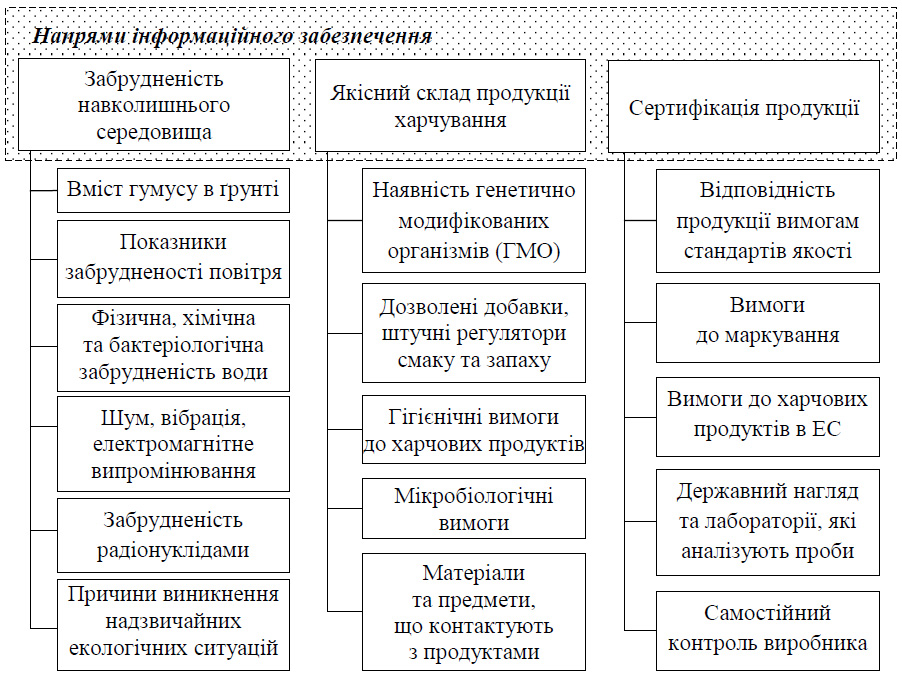 Напрями інформаційного забезпечення
Забрудненість
навколишнього
середовища
Вміст гумусу в ґрунті
Показники
забрудненості повітря
Фізична, хімічна
та бактеріологічна
забрудненість води
Шум, вібрація,
електромагнітне
випромінювання
Забрудненість
радіонуклідами
Причини виникнення
надзвичайних
екологічних ситуацій
Якісний склад продукції
харчування
Наявність генетично
модифікованих
організмів (ГМО)
Дозволені добавки,
штучні регулятори
смаку та запаху
Гігієнічні вимоги
до харчових продуктів
Мікробіологічні
вимоги
Матеріали
та предмети,
що контактують
з продуктами
Сертифікація продукції
Відповідність
продукції вимогам
стандартів якості
Вимоги
до маркування
Вимоги до харчових
продуктів в ЕС
Державний нагляд
та лабораторії, які
аналізують проби
Самостійний
контроль виробника